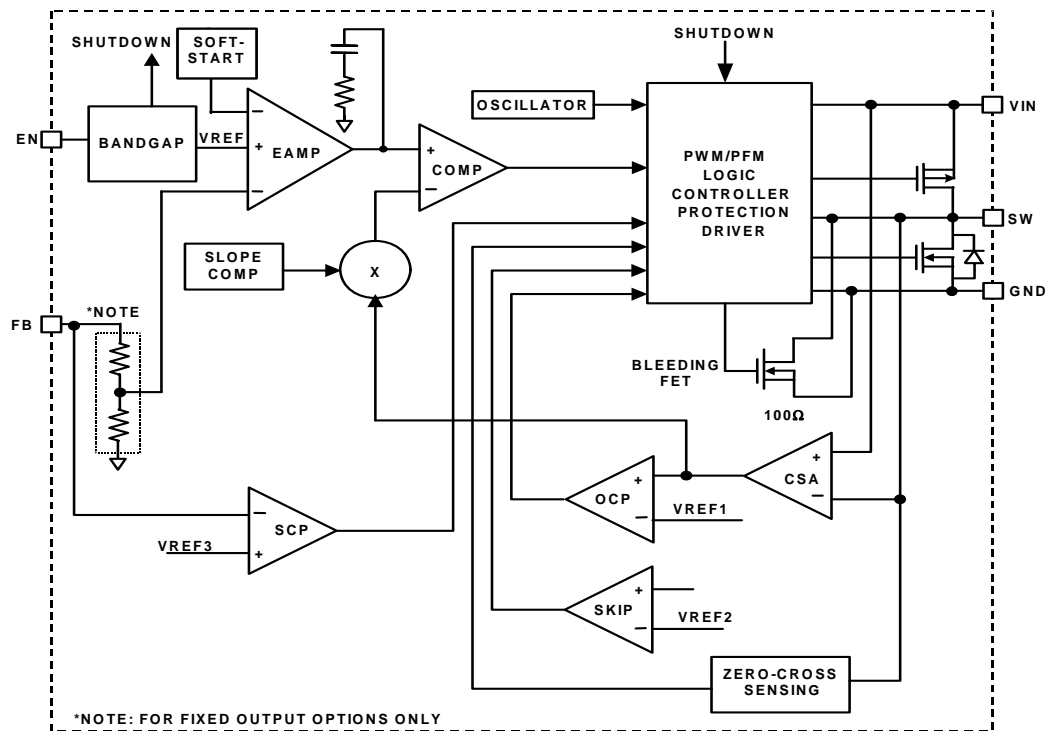 SHUTDOWN
SOFT-
START
SHUTDOWN
OSCILLATOR
VIN
EN
BANDGAP
VREF
−
+
−
EAMP
+
−
COMP
PWM/PFM
LOGIC
CONTROLLER
PROTECTION
DRIVER
SW
SLOPE
COMP
X
GND
*NOTE
FB
BLEEDING
FET
100Ω
+
−
CSA
+
−
OCP
VREF1
−
+
SCP
VREF3
+
−
SKIP
VREF2
ZERO-CROSS
SENSING
*NOTE: FOR FIXED OUTPUT OPTIONS ONLY